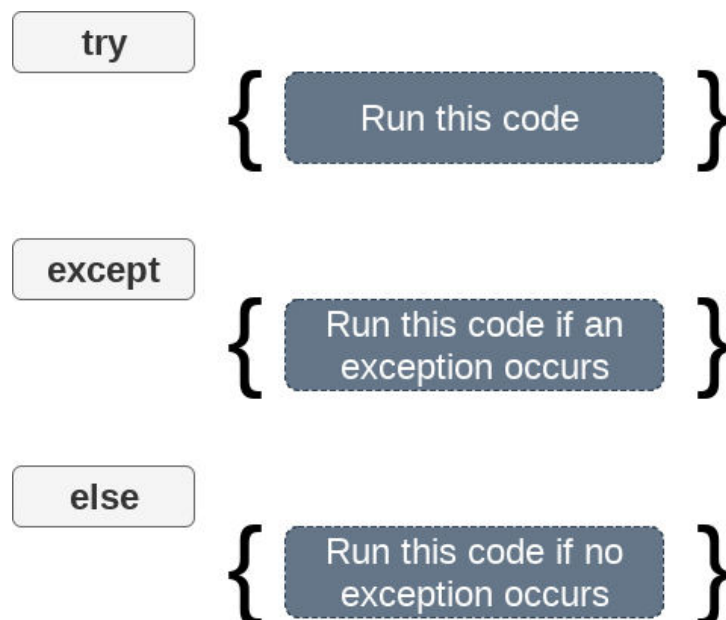 try
{ Run this code }
except
{ Run this code if an
exception occurs }
else
{ Run this code if no
exception occurs }